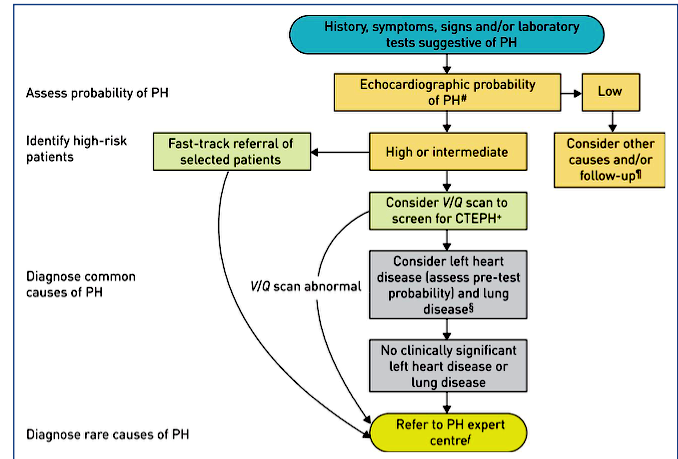 History, symptoms, signs and/or laboratory
tests suggestive of PH
Assess probability of PH
Echocardiographic probability
of PH#
Low
Identify high-risk
patients
Fast-track referral of
selected patients
High or intermediate
Consider other
causes and/or
follow-up¶
Consider V/Q scan to
screen for CTEPH+
Diagnose common
causes of PH
V/Q scan abnormal
Consider left heart
disease (assess pre-test
probability) and lung
disease§
No clinically significant
left heart disease or
lung disease
Diagnose rare causes of PH
Refer to PH expert
centreƒ